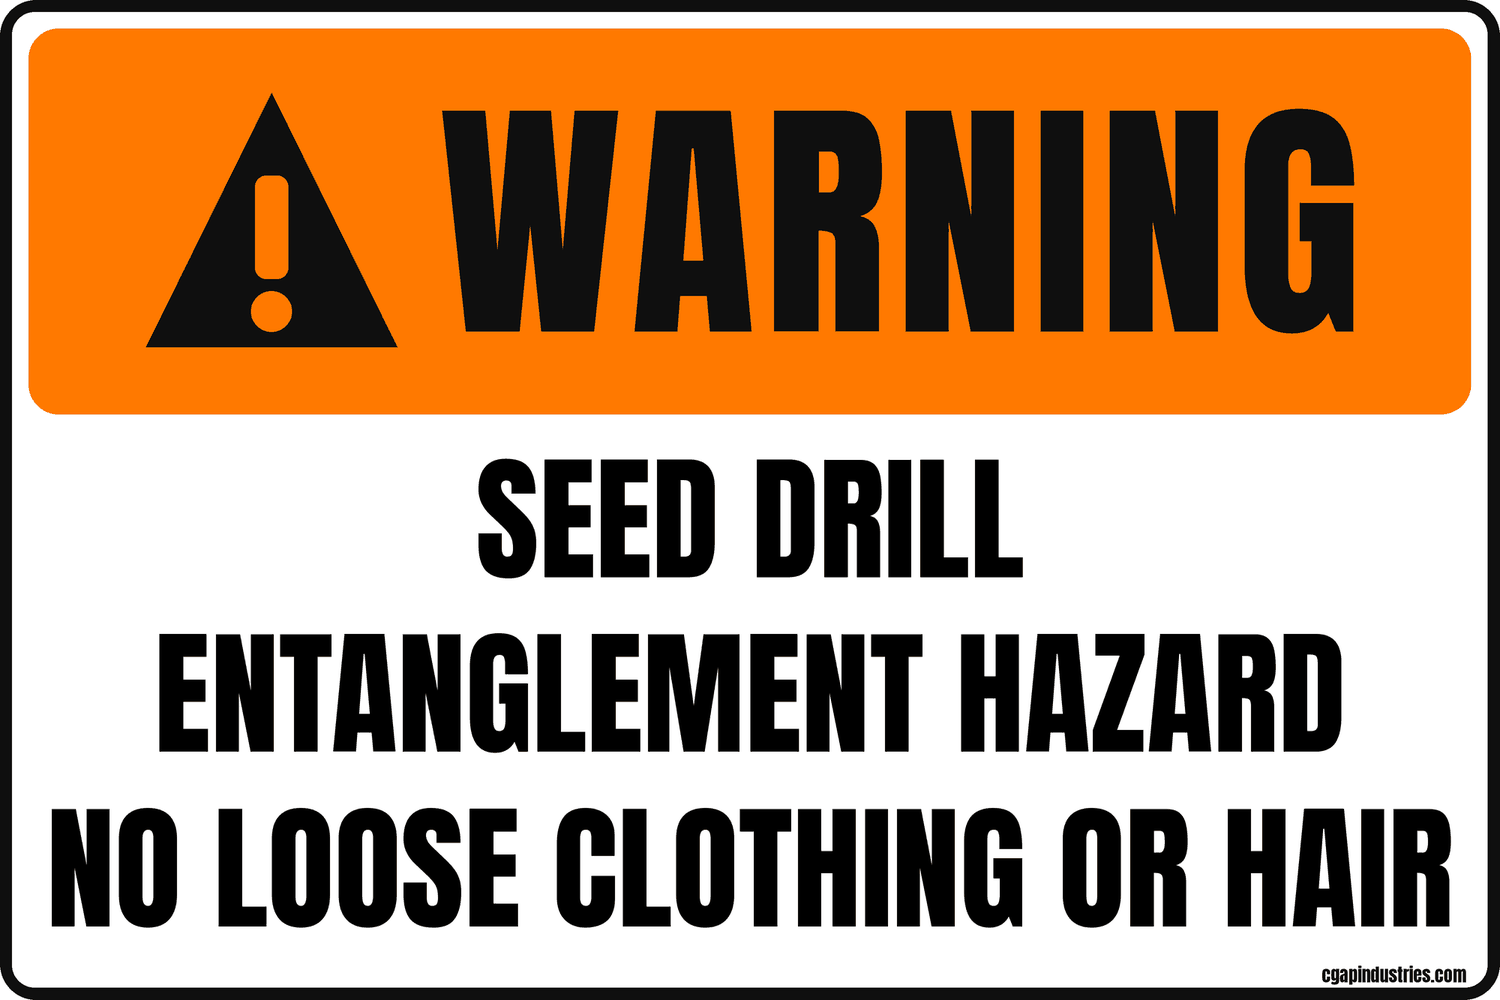 WARNING
SEED DRILL
ENTANGLEMENT HAZARD
NO LOOSE CLOTHING OR HAIR
cgapindustries.com